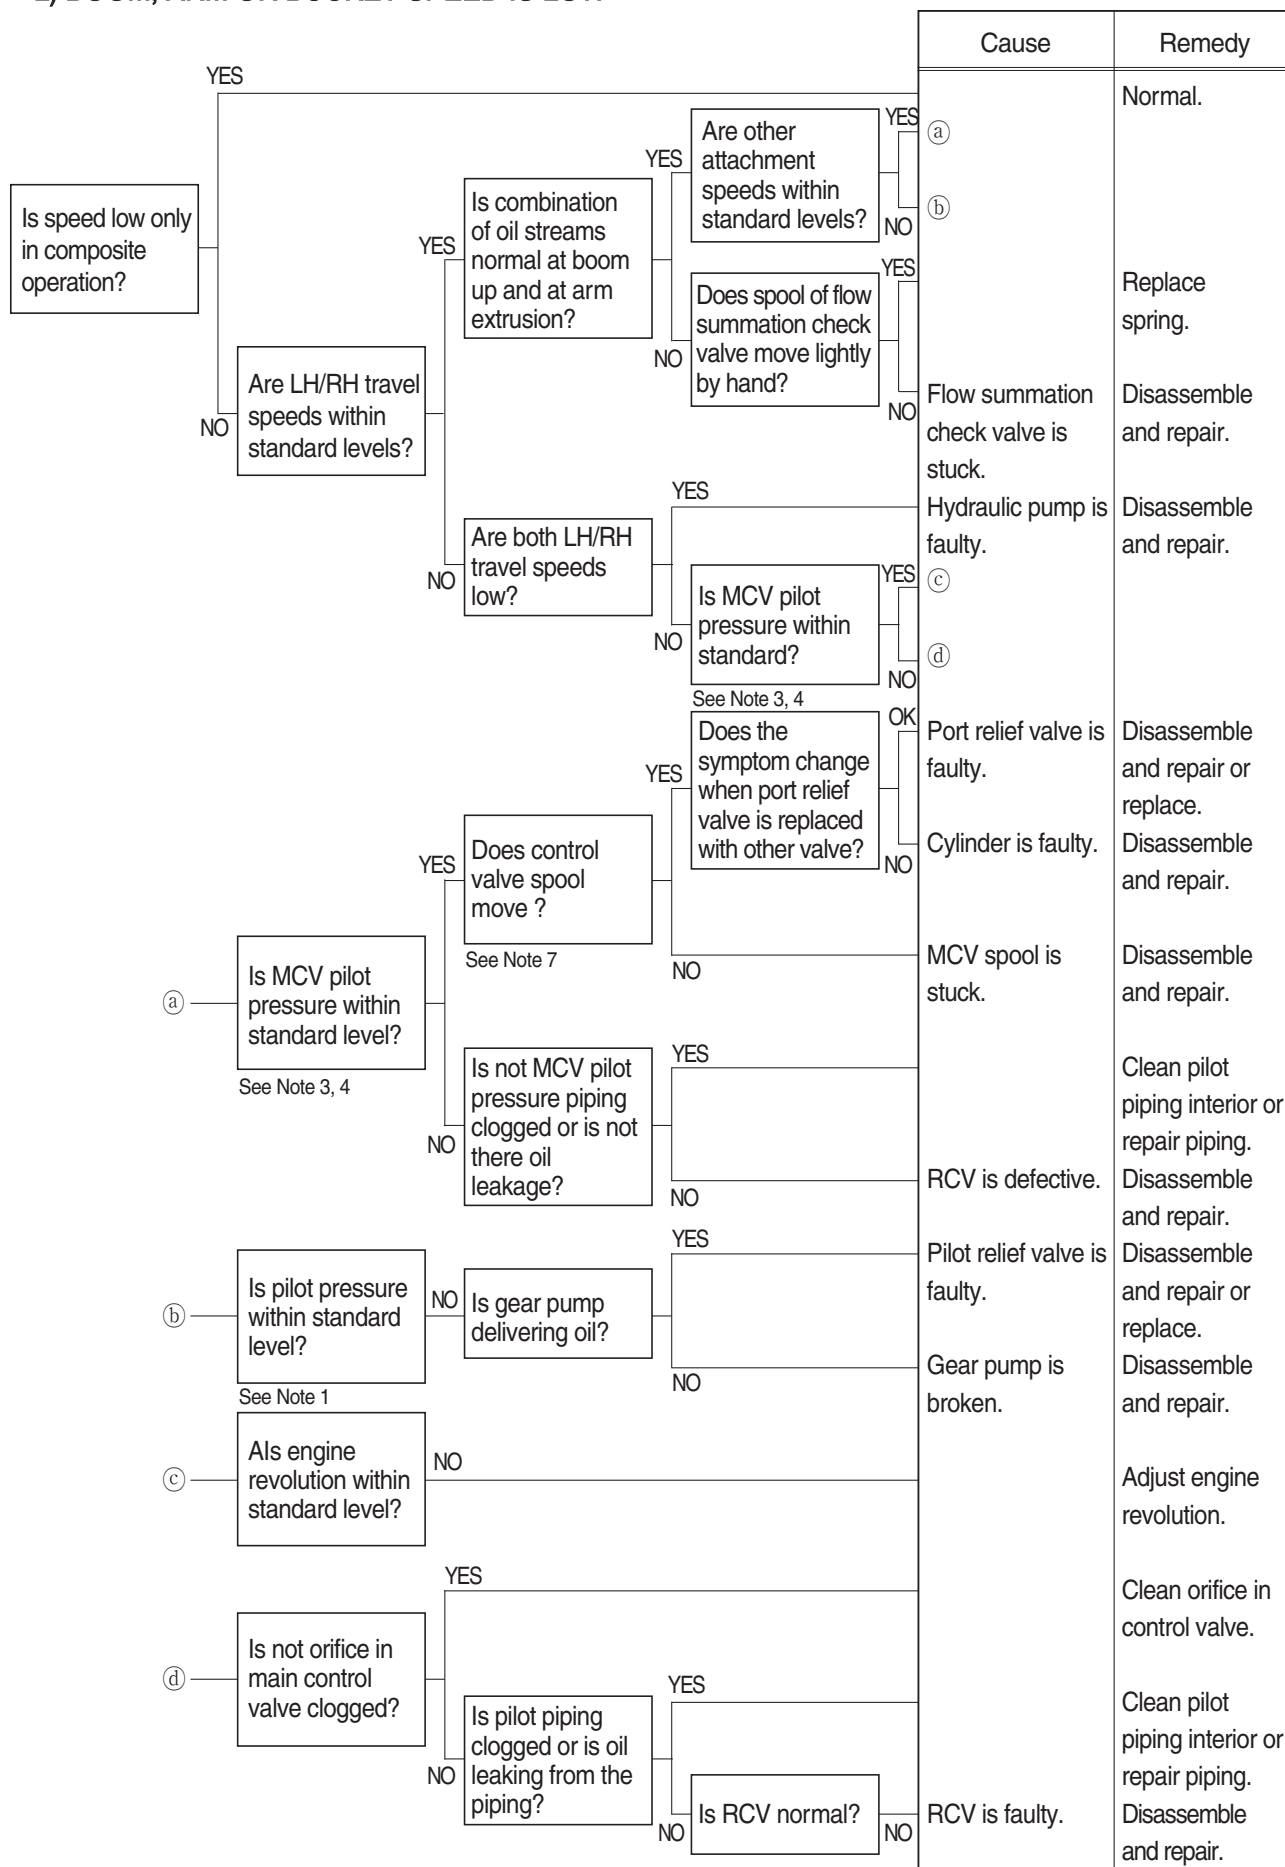 2) BOOM, ARM OR BUCKET SPEED IS LOW
Cause
Remedy
YES
Normal.
Is speed low only
in composite
operation?
NO
Are LH/RH travel
speeds within
standard levels?
YES
Is combination
of oil streams
normal at boom
up and at arm
extrusion?
YES
Are other
attachment
speeds within
standard levels?
YES
ⓐ
NO
ⓑ
NO
Does spool of flow
summation check
valve move lightly
by hand?
YES
Replace
spring.
NO
Flow summation
check valve is
stuck.
Disassemble
and repair.
NO
Are both LH/RH
travel speeds
low?
YES
Hydraulic pump is
faulty.
Disassemble
and repair.
NO
Is MCV pilot
pressure within
standard?
See Note 3, 4
YES
ⓒ
NO
ⓓ
ⓐ
Is MCV pilot
pressure within
standard level?
See Note 3, 4
YES
Does control
valve spool
move ?
See Note 7
YES
Does the
symptom change
when port relief
valve is replaced
with other valve?
OK
Port relief valve is
faulty.
Disassemble
and repair or
replace.
NO
Cylinder is faulty.
Disassemble
and repair.
NO
MCV spool is
stuck.
Disassemble
and repair.
NO
Is not MCV pilot
pressure piping
clogged or is not
there oil
leakage?
YES
Clean pilot
piping interior or
repair piping.
NO
RCV is defective.
Disassemble
and repair.
ⓑ
Is pilot pressure
within standard
level?
See Note 1
NO
Is gear pump
delivering oil?
YES
Pilot relief valve is
faulty.
Disassemble
and repair or
replace.
NO
Gear pump is
broken.
Disassemble
and repair.
ⓒ
AIs engine
revolution within
standard level?
NO
Adjust engine
revolution.
ⓓ
Is not orifice in
main control
valve clogged?
YES
Clean orifice in
control valve.
NO
Is pilot piping
clogged or is oil
leaking from the
piping?
YES
Clean pilot
piping interior or
repair piping.
NO
Is RCV normal?
NO
RCV is faulty.
Disassemble
and repair.